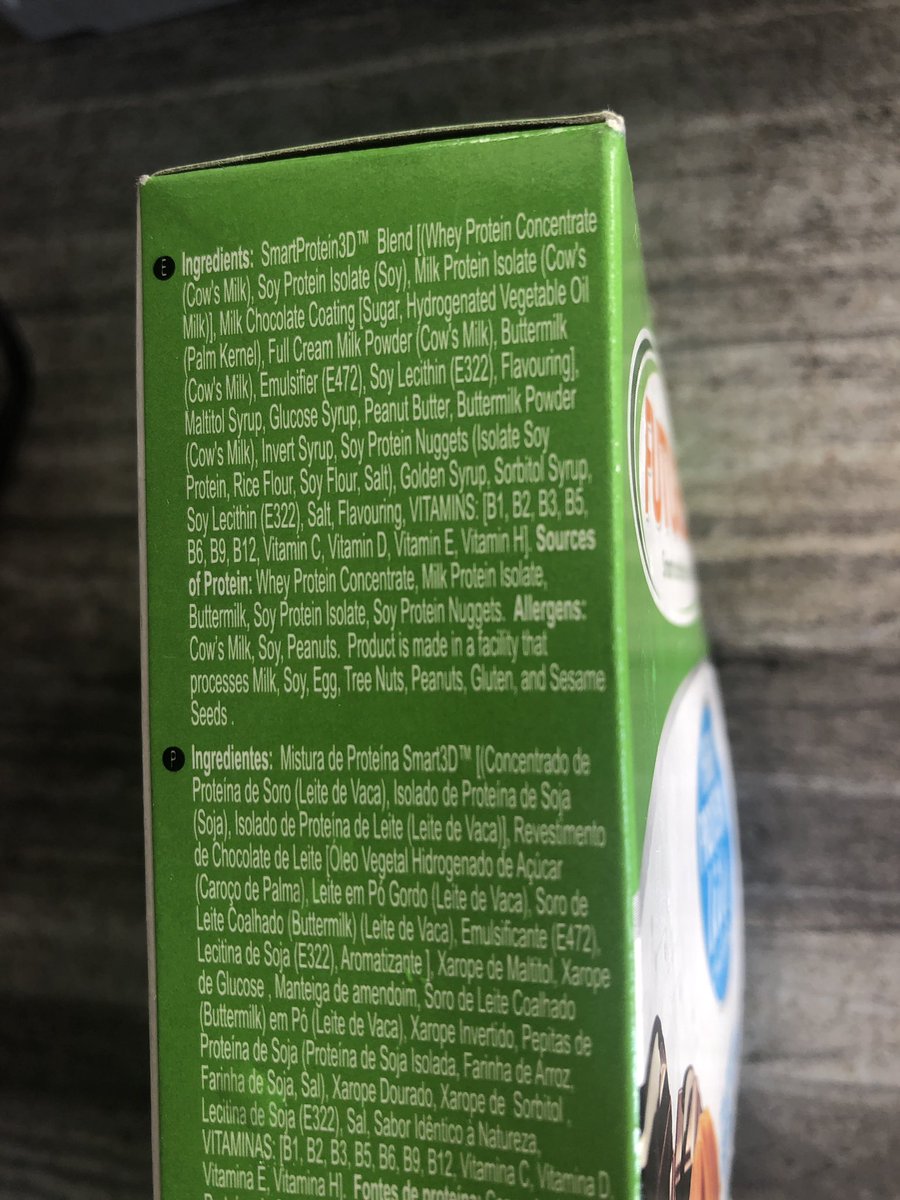 E Ingredients: SmartProtein3D™ Blend [(Whey Protein Concentrate
(Cow's Milk), Soy Protein Isolate (Soy), Milk Protein Isolate (Cow's
Milk)], Milk Chocolate Coating [Sugar, Hydrogenated Vegetable Oil
(Palm Kernel), Full Cream Milk Powder (Cow's Milk), Buttermilk
(Cow's Milk), Emulsifier (E472), Soy Lecithin (E322), Flavouring],
Maltitol Syrup, Glucose Syrup, Peanut Butter, Buttermilk Powder
(Cow's Milk), Invert Syrup, Soy Protein Nuggets (Isolate Soy
Protein, Rice Flour, Soy Flour, Salt), Golden Syrup, Sorbitol Syrup,
Soy Lecithin (E322), Salt, Flavouring, VITAMINS: [B1, B2, B3, B5,
B6, B9, B12, Vitamin C, Vitamin D, Vitamin E, Vitamin H]. Sources
of Protein: Whey Protein Concentrate, Milk Protein Isolate,
Buttermilk, Soy Protein Isolate, Soy Protein Nuggets. Allergens:
Cow's Milk, Soy, Peanuts. Product is made in a facility that
processes Milk, Soy, Egg, Tree Nuts, Peanuts, Gluten, and Sesame
Seeds .
P Ingredientes: Mistura de Proteína Smart3D™ [(Concentrado de
Proteína de Soro (Leite de Vaca), Isolado de Proteína de Soja
(Soja), Isolado de Proteína de Leite (Leite de Vaca)], Revestimento
de Chocolate de Leite [Óleo Vegetal Hidrogenado de Açúcar
(Caroço de Palma), Leite em Pó Gordo (Leite de Vaca), Soro de
Leite Coalhado (Buttermilk) (Leite de Vaca), Emulsificante (E472),
Lecitina de Soja (E322), Aromatizante ], Xarope de Maltitol, Xarope
de Glucose , Manteiga de amendoim, Soro de Leite Coalhado
(Buttermilk) em Pó (Leite de Vaca), Xarope Invertido, Pepitas de
Proteína de Soja (Proteína de Soja Isolada, Farinha de Arroz,
Farinha de Soja, Sal), Xarope Dourado, Xarope de Sorbitol ,
Lecitina de Soja (E322), Sal, Sabor Idêntico à Natureza,
VITAMINAS: [B1, B2, B3, B5, B6, B9, B12, Vitamina C, Vitamina D,
Vitamina E, Vitamina H]. Fontes de proteína: